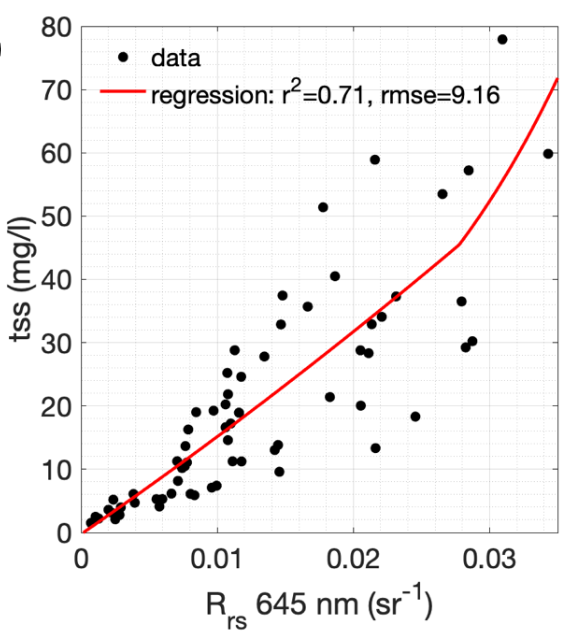 80
data
70
regression: r²=0.71, rmse=9.16
60
50
40
30
20
10
0
tss (mg/l)
0 0.01 0.02 0.03
Rrs 645 nm (sr⁻¹)